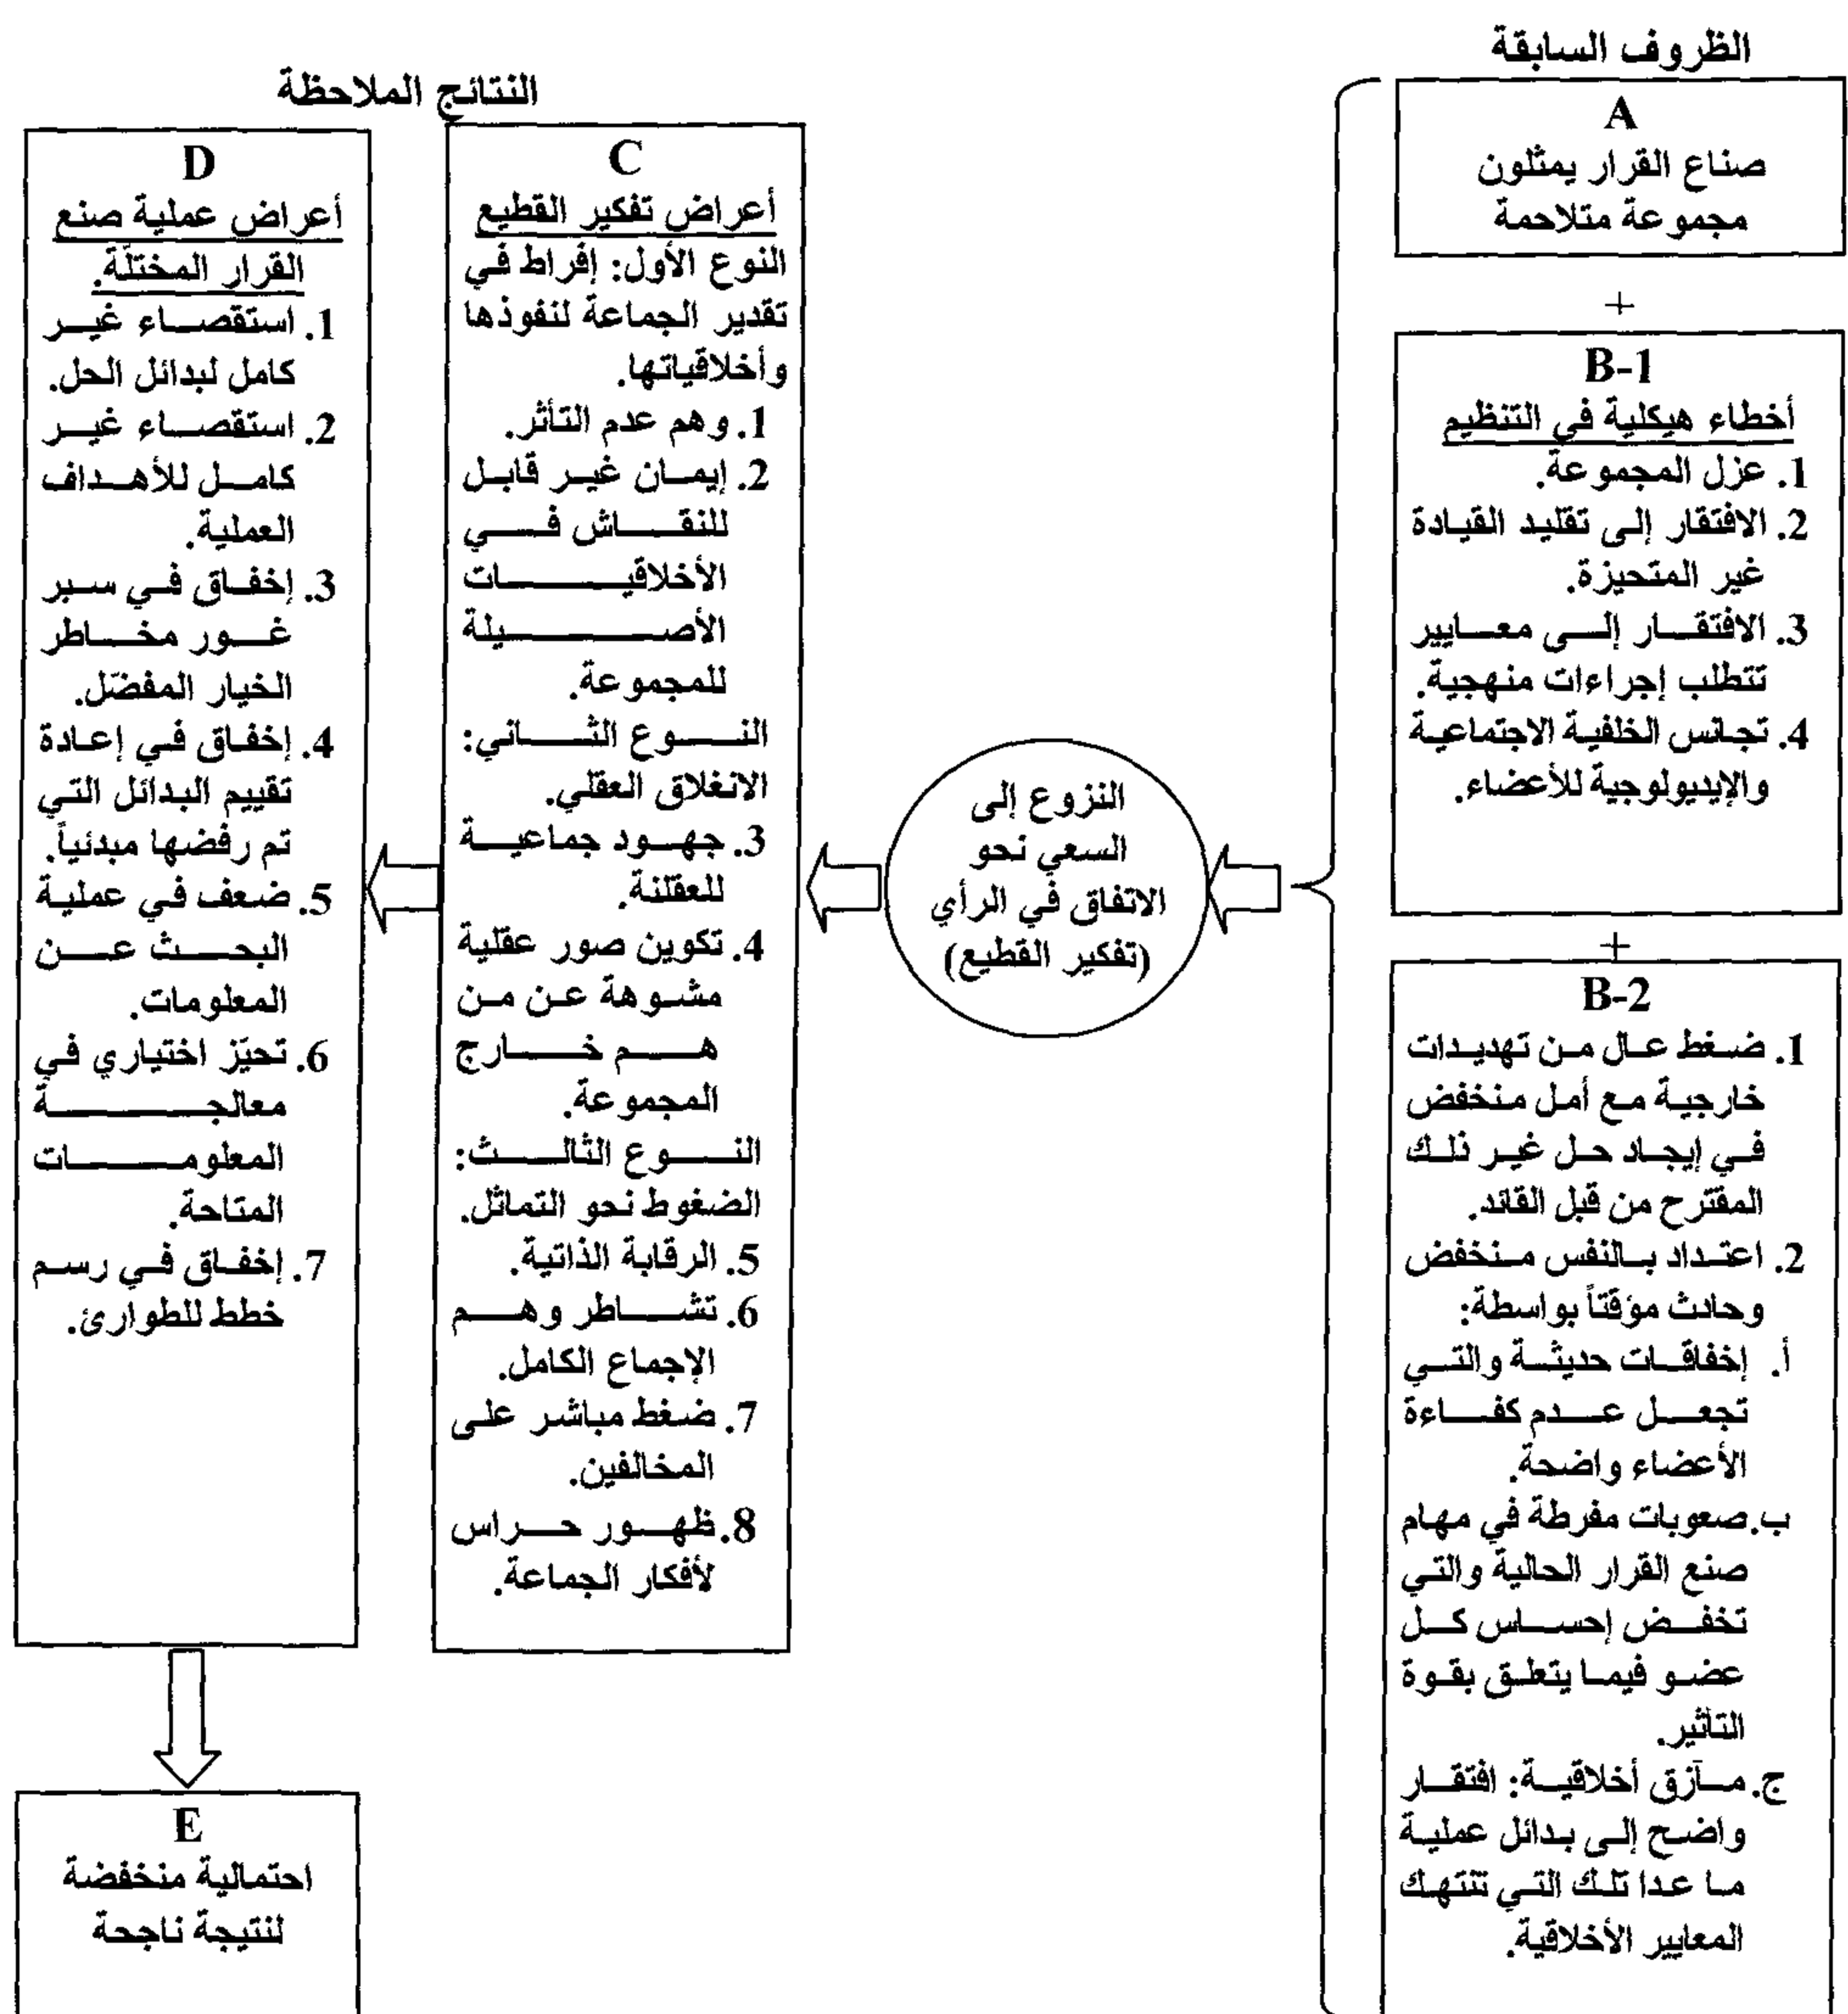 الظروف السابقة
A
صناع القرار يمثلون
مجموعة متلاحمة
+
B-1
أخطاء هيكلية في التنظيم
1. عزل المجموعة.
2. الافتقار إلى تقليد القيادة
غير المتحيزة.
3. الافتقار إلى معايير
تتطلب إجراءات منهجية.
4. تجانس الخلفية الاجتماعية
والإيديولوجية للأعضاء.
+
B-2
1. ضغط عال من تهديدات
خارجية مع أمل منخفض
في إيجاد حل غير ذلك
المقترح من قبل القائد.
2. اعتداد بالنفس منخفض
وحادث مؤقتاً بواسطة:
أ. إخفاقات حديثة والتي
تجعل عدم كفاءة
الأعضاء واضحة.
ب. صعوبات مفرطة في مهام
صنع القرار الحالية والتي
تخفض إحساس كل
عضو فيما يتعلق بقوة
التأثير.
ج. مآزق أخلاقية: افتقار
واضح إلى بدائل عملية
ما عدا تلك التي تنتهك
المعايير الأخلاقية.
النزوع إلى
السعي نحو
الاتفاق في الرأي
(تفكير القطيع)
النتائج الملاحظة
C
أعراض تفكير القطيع
النوع الأول: إفراط في
تقدير الجماعة لنفوذها
وأخلاقياتها.
1. وهم عدم التأثر.
2. إيمان غير قابل
للنقاش في
الأخلاقيات
الأصيلة
للمجموعة.
النوع الثاني:
الانغلاق العقلي.
3. جهود جماعية
للعقلنة.
4. تكوين صور عقلية
مشوهة عن من
هم خارج
المجموعة.
النوع الثالث:
الضغوط نحو التماثل.
5. الرقابة الذاتية.
6. تشاطر وهم
الإجماع الكامل.
7. ضغط مباشر على
المخالفين.
8. ظهور حراس
لأفكار الجماعة.
D
أعراض عملية صنع
القرار المختلّة.
1. استقصاء غير
كامل لبدائل الحل.
2. استقصاء غير
كامل للأهداف
العملية.
3. إخفاق في سبر
غور مخاطر
الخيار المفضّل.
4. إخفاق في إعادة
تقييم البدائل التي
تم رفضها مبدئياً.
5. ضعف في عملية
البحث عن
المعلومات.
6. تحيّز اختياري في
معالجة
المعلومات
المتاحة.
7. إخفاق في رسم
خطط للطوارئ.
E
احتمالية منخفضة
لنتيجة ناجحة